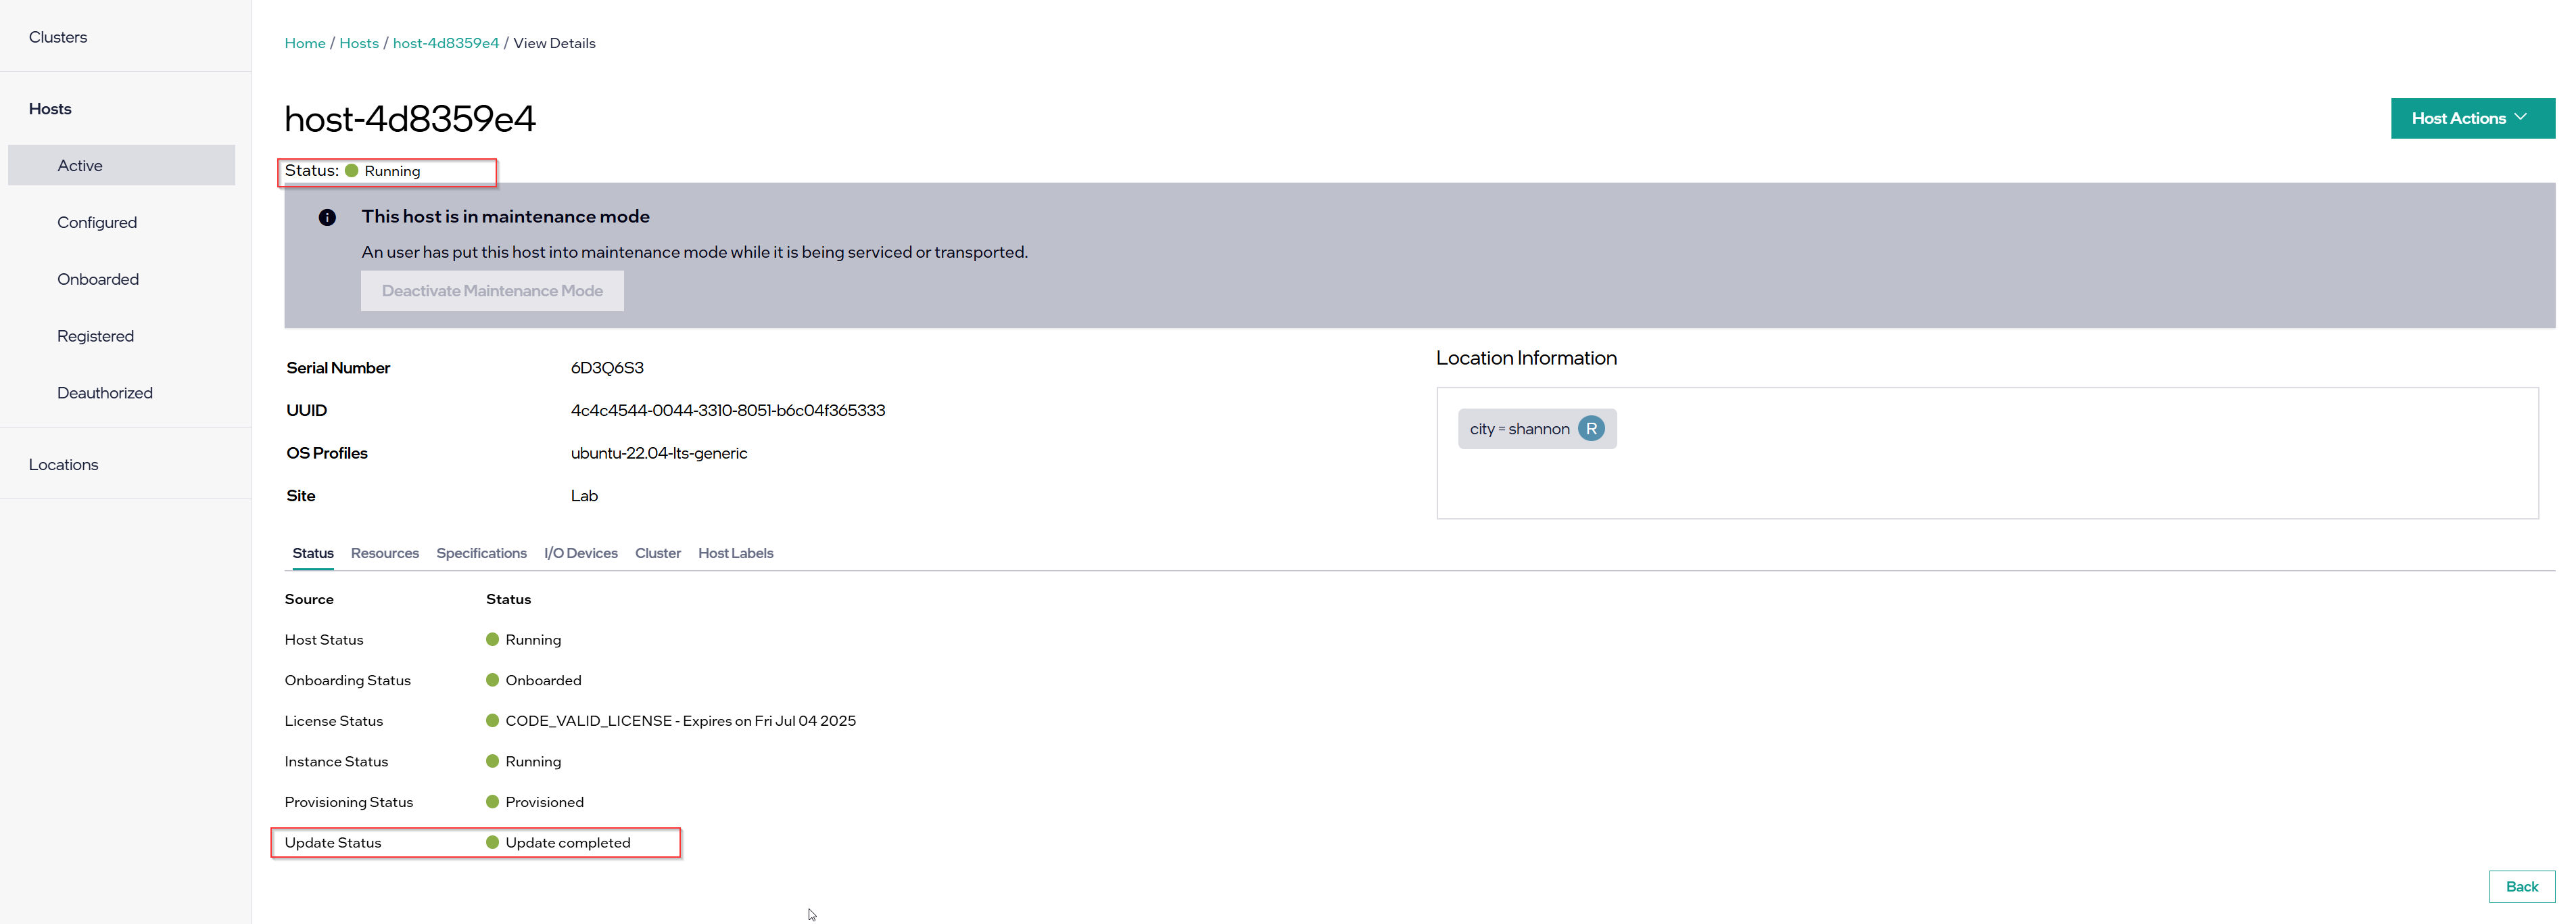 Clusters
Hosts
Active
Configured
Onboarded
Registered
Deauthorized
Locations
Home / Hosts / host-4d8359e4 / View Details
host-4d8359e4
Host Actions
Status: Running
This host is in maintenance mode
An user has put this host into maintenance mode while it is being serviced or transported.
Deactivate Maintenance Mode
Serial Number 6D3Q6S3
UUID 4c4c4544-0044-3310-8051-b6c04f365333
OS Profiles ubuntu-22.04-lts-generic
Site Lab
Location Information
city = shannon R
Status Resources Specifications I/O Devices Cluster Host Labels
Source Status
Host Status Running
Onboarding Status Onboarded
License Status CODE_VALID_LICENSE - Expires on Fri Jul 04 2025
Instance Status Running
Provisioning Status Provisioned
Update Status Update completed
Back